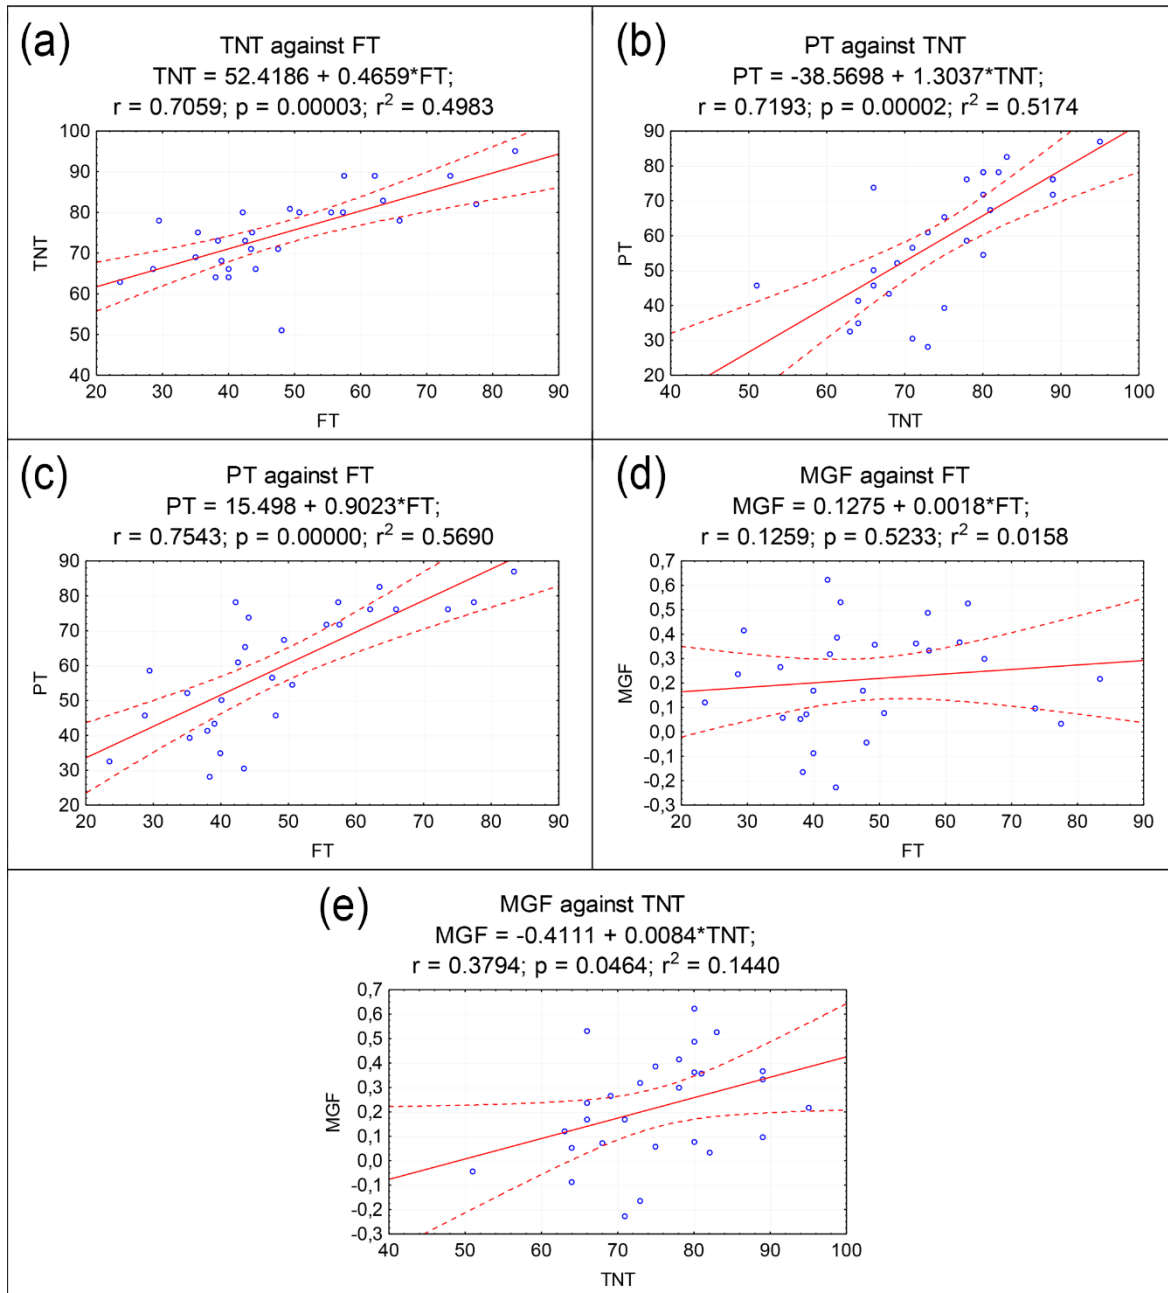 (a)
TNT against FT
TNT = 52.4186 + 0.4659*FT;
r = 0.7059; p = 0.00003; r² = 0.4983
100
90
80
70
60
50
40
TNT
20 30 40 50 60 70 80 90
FT
(b)
PT against TNT
PT = -38.5698 + 1.3037*TNT;
r = 0.7193; p = 0.00002; r² = 0.5174
90
80
70
60
50
40
30
20
PT
40 50 60 70 80 90 100
TNT
(c)
PT against FT
PT = 15.498 + 0.9023*FT;
r = 0.7543; p = 0.00000; r² = 0.5690
90
80
70
60
50
40
30
20
PT
20 30 40 50 60 70 80 90
FT
(d)
MGF against FT
MGF = 0.1275 + 0.0018*FT;
r = 0.1259; p = 0.5233; r² = 0.0158
0,7
0,6
0,5
0,4
0,3
0,2
0,1
0,0
-0,1
-0,2
-0,3
MGF
20 30 40 50 60 70 80 90
FT
(e)
MGF against TNT
MGF = -0.4111 + 0.0084*TNT;
r = 0.3794; p = 0.0464; r² = 0.1440
0,7
0,6
0,5
0,4
0,3
0,2
0,1
0,0
-0,1
-0,2
-0,3
MGF
40 50 60 70 80 90 100
TNT